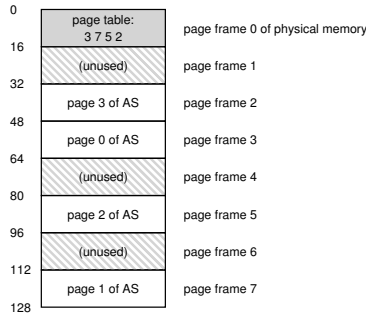 0
page table:
3 7 5 2
page frame 0 of physical memory
16
(unused)
page frame 1
32
page 3 of AS
page frame 2
48
page 0 of AS
page frame 3
64
(unused)
page frame 4
80
page 2 of AS
page frame 5
96
(unused)
page frame 6
112
page 1 of AS
page frame 7
128